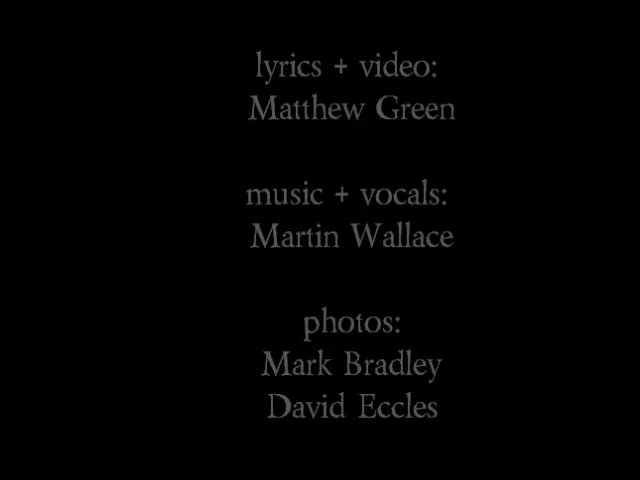 lyrics + video:
Matthew Green
music + vocals:
Martin Wallace
photos:
Mark Bradley
David Eccles